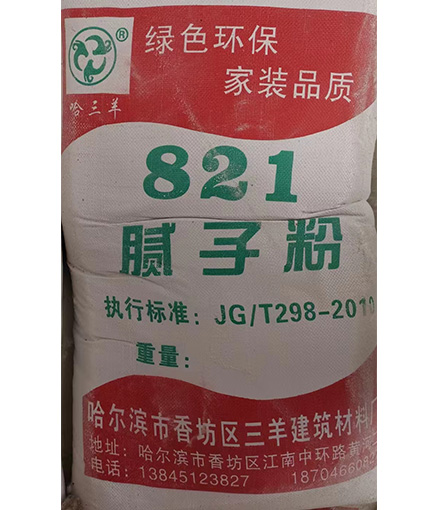 ®
绿色环保
家装品质
哈三羊
821
腻子粉
执行标准：JG/T298-2010
重量：
哈尔滨市香坊区三羊建筑材料厂
地址：哈尔滨市香坊区江南中环路黄
电话：13845123827 187046608